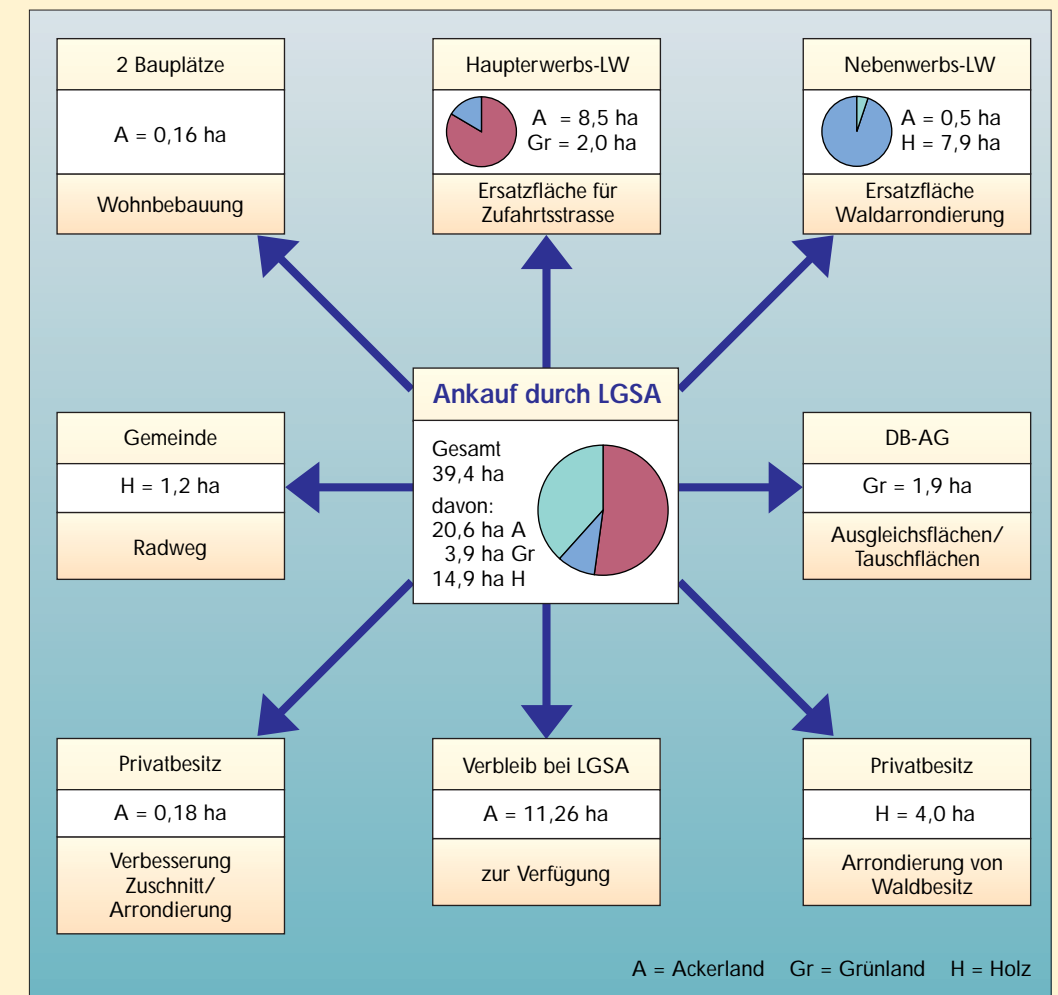 2 Bauplätze
A = 0,16 ha
Wohnbebauung
Haupterwerbs-LW
A = 8,5 ha
Gr = 2,0 ha
Ersatzfläche für
Zufahrtsstrasse
Nebenwerbs-LW
A = 0,5 ha
H = 7,9 ha
Ersatzfläche
Waldarrondierung
Gemeinde
H = 1,2 ha
Radweg
Ankauf durch LGSA
Gesamt
39,4 ha
davon:
20,6 ha A
3,9 ha Gr
14,9 ha H
DB-AG
Gr = 1,9 ha
Ausgleichsflächen/
Tauschflächen
Privatbesitz
A = 0,18 ha
Verbesserung
Zuschnitt/
Arrondierung
Verbleib bei LGSA
A = 11,26 ha
zur Verfügung
Privatbesitz
H = 4,0 ha
Arrondierung von
Waldbesitz
A = Ackerland Gr = Grünland H = Holz